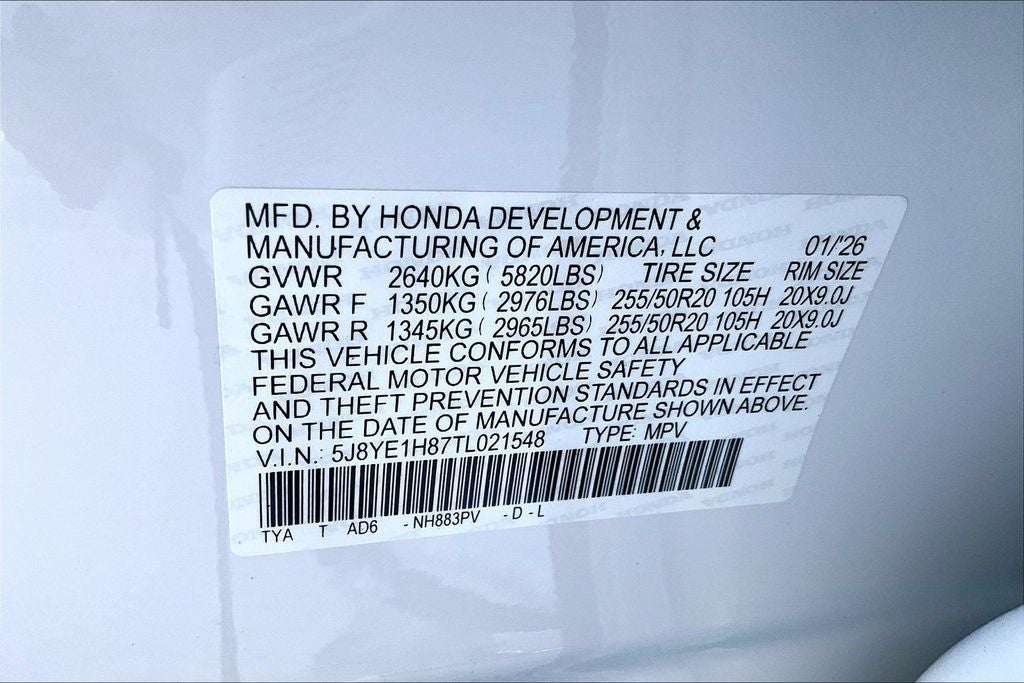 MFD. BY HONDA DEVELOPMENT &
MANUFACTURING OF AMERICA, LLC 01/'26
GVWR 2640KG ( 5820LBS) TIRE SIZE RIM SIZE
GAWR F 1350KG ( 2976LBS) 255/50R20 105H 20X9.0J
GAWR R 1345KG ( 2965LBS) 255/50R20 105H 20X9.0J
THIS VEHICLE CONFORMS TO ALL APPLICABLE
FEDERAL MOTOR VEHICLE SAFETY
AND THEFT PREVENTION STANDARDS IN EFFECT
ON THE DATE OF MANUFACTURE SHOWN ABOVE.
V.I.N.: 5J8YE1H87TL021548 TYPE: MPV
TYA T AD6 - NH883PV - D - L